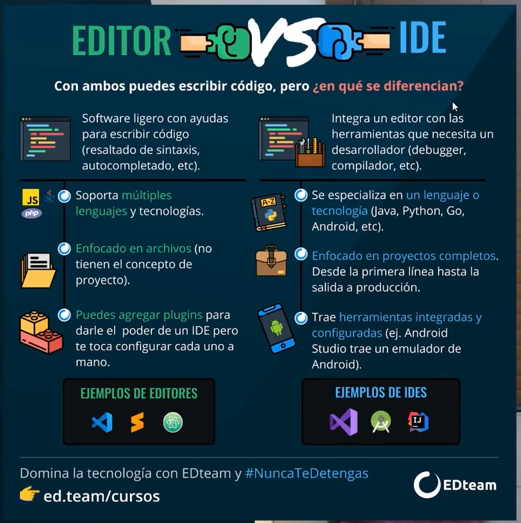 EDITOR VS IDE
Con ambos puedes escribir código, pero ¿en qué se diferencian?
Software ligero con ayudas
para escribir código
(resaltado de sintaxis,
autocompletado, etc).
JS
php
Soporta múltiples
lenguajes y tecnologías.
Enfocado en archivos (no
tienen el concepto de
proyecto).
Puedes agregar plugins para
darle el poder de un IDE pero
te toca configurar cada uno a
mano.
EJEMPLOS DE EDITORES
Integra un editor con las
herramientas que necesita un
desarrollador (debugger,
compilador, etc).
A-Z
Se especializa en un lenguaje o
tecnología (Java, Python, Go,
Android, etc).
Enfocado en proyectos completos.
Desde la primera línea hasta la
salida a producción.
Trae herramientas integradas y
configuradas (ej. Android
Studio trae un emulador de
Android).
EJEMPLOS DE IDES
IJ
Domina la tecnología con EDteam y #NuncaTeDetengas
ed.team/cursos
EDteam